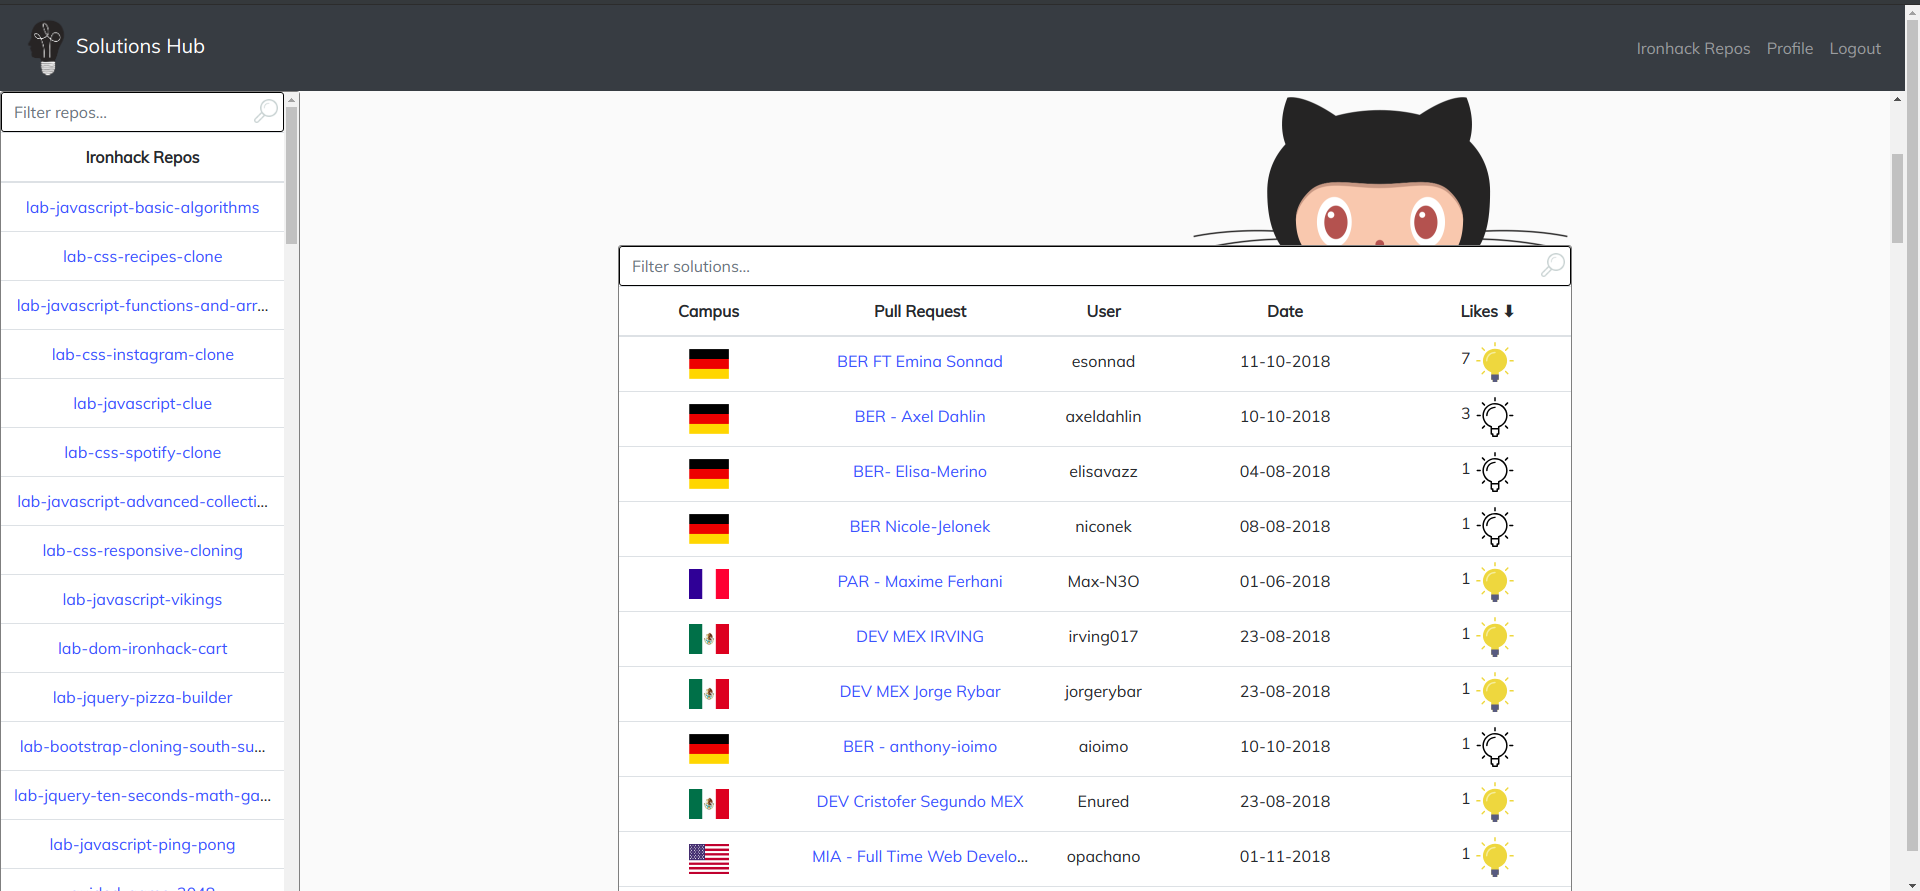 Solutions Hub
Ironhack Repos Profile Logout
Filter repos...
Ironhack Repos
lab-javascript-basic-algorithms
lab-css-recipes-clone
lab-javascript-functions-and-arr...
lab-css-instagram-clone
lab-javascript-clue
lab-css-spotify-clone
lab-javascript-advanced-collecti...
lab-css-responsive-cloning
lab-javascript-vikings
lab-dom-ironhack-cart
lab-jquery-pizza-builder
lab-bootstrap-cloning-south-su...
lab-jquery-ten-seconds-math-ga...
lab-javascript-ping-pong
Filter solutions...
Campus Pull Request User Date Likes ⬇
BER FT Emina Sonnad esonnad 11-10-2018 7
BER - Axel Dahlin axeldahlin 10-10-2018 3
BER- Elisa-Merino elisavazz 04-08-2018 1
BER Nicole-Jelonek niconek 08-08-2018 1
PAR - Maxime Ferhani Max-N3O 01-06-2018 1
DEV MEX IRVING irving017 23-08-2018 1
DEV MEX Jorge Rybar jorgerybar 23-08-2018 1
BER - anthony-ioimo aioimo 10-10-2018 1
DEV Cristofer Segundo MEX Enured 23-08-2018 1
MIA - Full Time Web Develo... opachano 01-11-2018 1